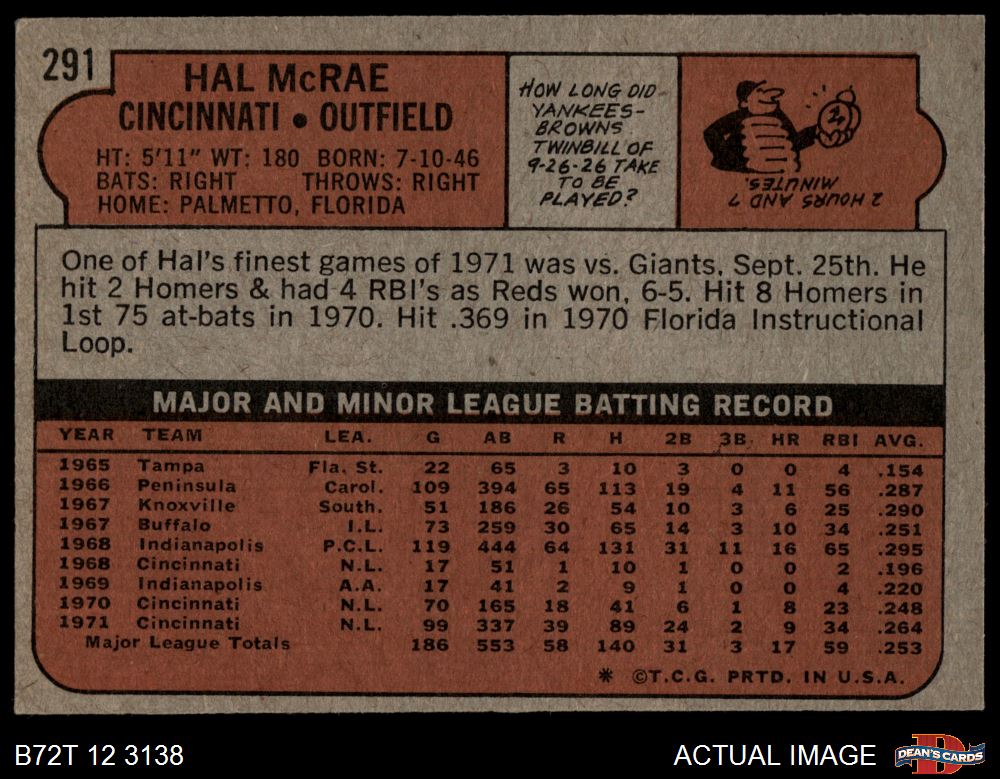 291
HAL McRAE
CINCINNATI • OUTFIELD
HT: 5'11" WT: 180 BORN: 7-10-46
BATS: RIGHT THROWS: RIGHT
HOME: PALMETTO, FLORIDA
HOW LONG DID
YANKEES-
BROWNS
TWINBILL OF
9-26-26 TAKE
TO BE
PLAYED?
2 HOURS AND 7
MINUTES.
One of Hal's finest games of 1971 was vs. Giants, Sept. 25th. He
hit 2 Homers & had 4 RBI's as Reds won, 6-5. Hit 8 Homers in
1st 75 at-bats in 1970. Hit .369 in 1970 Florida Instructional
Loop.
MAJOR AND MINOR LEAGUE BATTING RECORD
YEAR TEAM LEA. G AB R H 2B 3B HR RBI AVG.
1965 Tampa Fla. St. 22 65 3 10 3 0 0 4 .154
1966 Peninsula Carol. 109 394 65 113 19 4 11 56 .287
1967 Knoxville South. 51 186 26 54 10 3 6 25 .290
1967 Buffalo I.L. 73 259 30 65 14 3 10 34 .251
1968 Indianapolis P.C.L. 119 444 64 131 31 11 16 65 .295
1968 Cincinnati N.L. 17 51 1 10 1 0 0 2 .196
1969 Indianapolis A.A. 17 41 2 9 1 0 0 4 .220
1970 Cincinnati N.L. 70 165 18 41 6 1 8 23 .248
1971 Cincinnati N.L. 99 337 39 89 24 2 9 34 .264
Major League Totals 186 553 58 140 31 3 17 59 .253
* ©T.C.G. PRTD. IN U.S.A.
B72T 12 3138
ACTUAL IMAGE
D
DEAN'S CARDS